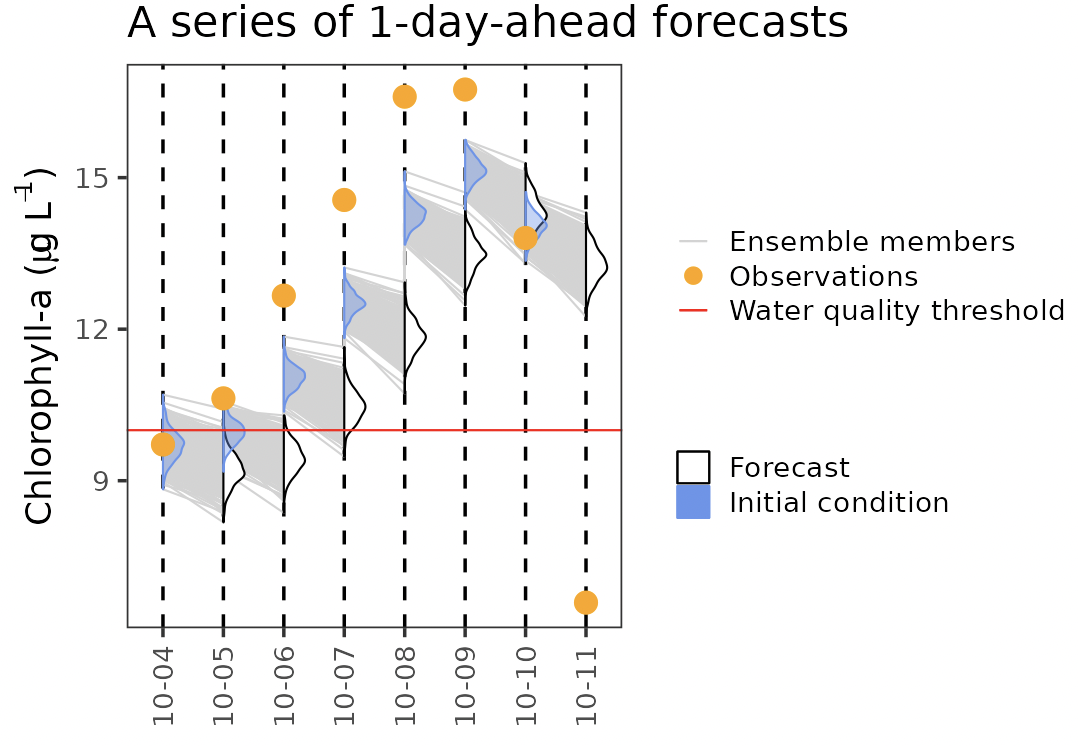 A series of 1-day-ahead forecasts
Chlorophyll-a (µg L⁻¹)
15
12
9
10-04
10-05
10-06
10-07
10-08
10-09
10-10
10-11
Ensemble members
Observations
Water quality threshold
Forecast
Initial condition